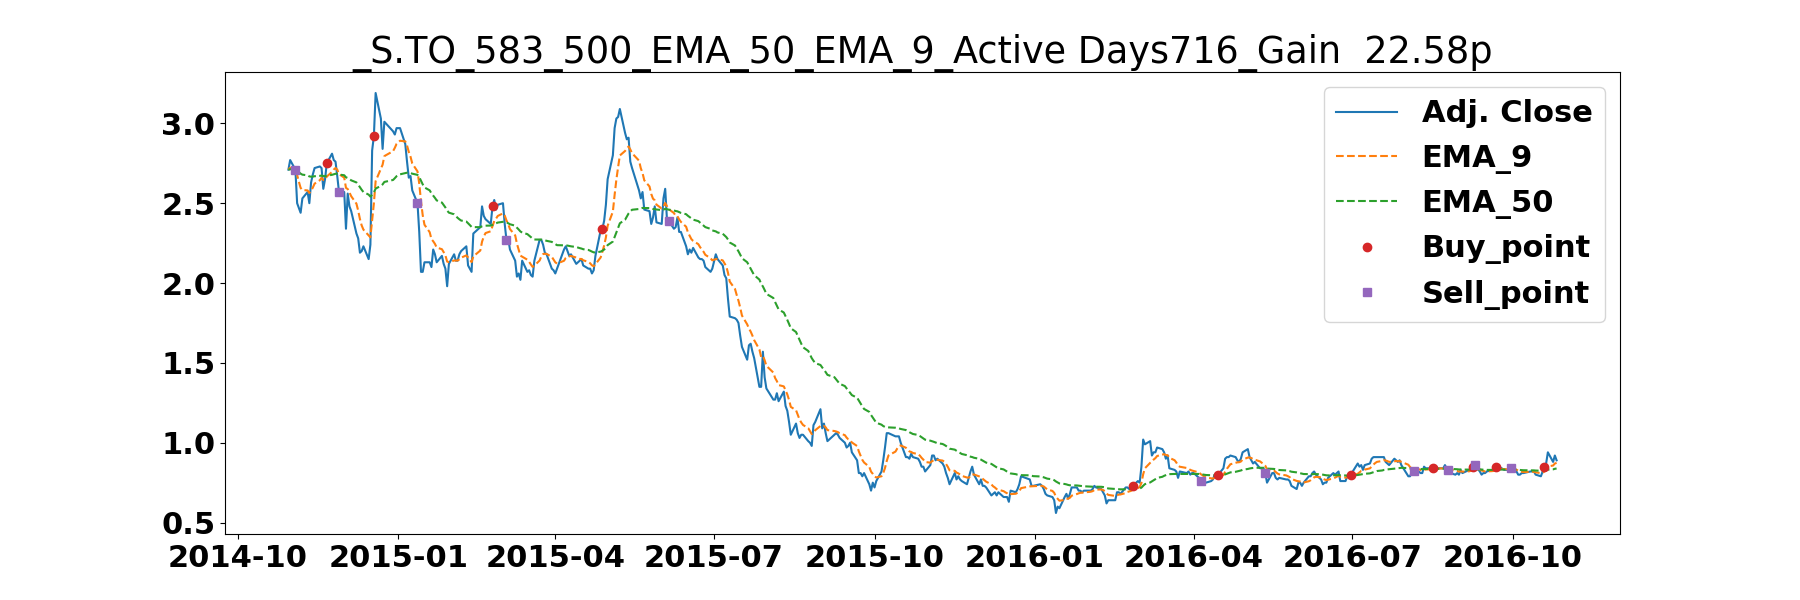 _S.TO_583_500_EMA_50_EMA_9_Active Days716_Gain  22.58p
Adj. Close
EMA_9
EMA_50
Buy_point
Sell_point
3.0
2.5
2.0
1.5
1.0
0.5
2014-10 2015-01 2015-04 2015-07 2015-10 2016-01 2016-04 2016-07 2016-10